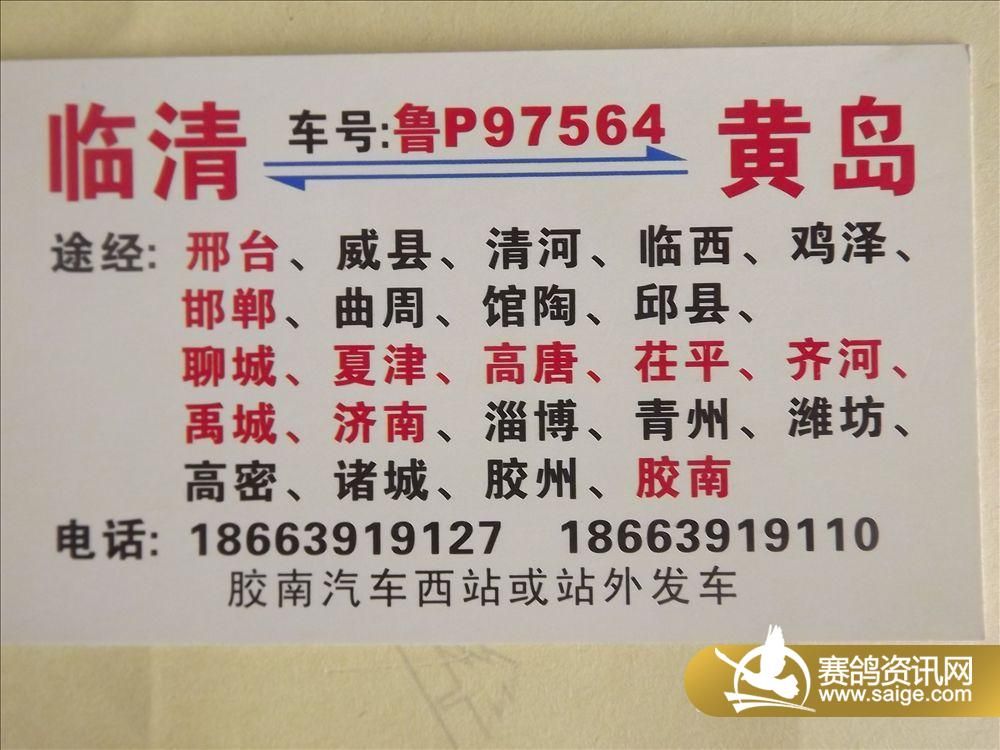 临清 车号:鲁P97564 黄岛
途经: 邢台、威县、清河、临西、鸡泽、
邯郸、曲周、馆陶、邱县、
聊城、夏津、高唐、茌平、齐河、
禹城、济南、淄博、青州、潍坊、
高密、诸城、胶州、胶南
电话: 18663919127 18663919110
胶南汽车西站或站外发车
赛鸽资讯网
www.saige.com